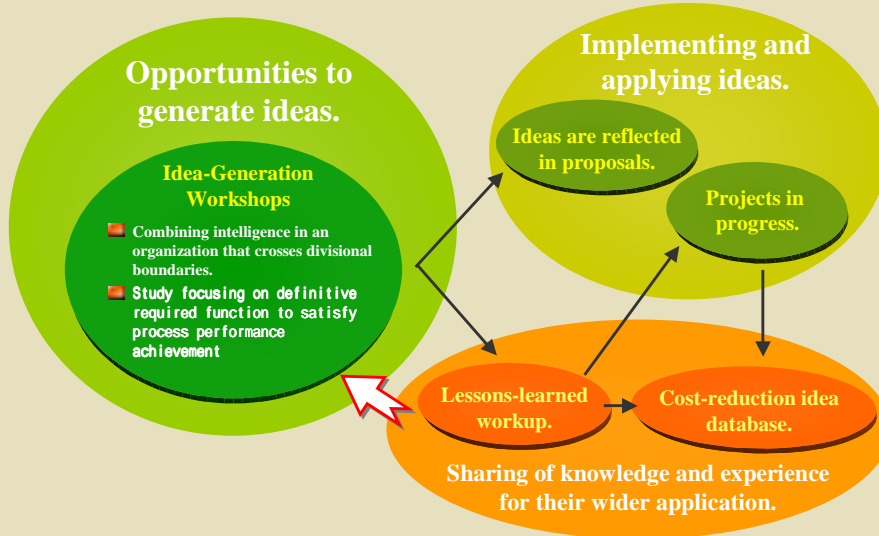 Opportunities to
generate ideas.
Idea-Generation
Workshops
Combining intelligence in an
organization that crosses divisional
boundaries.
Study focusing on definitive
required function to satisfy
process performance
achievement
Implementing and
applying ideas.
Ideas are reflected
in proposals.
Projects in
progress.
Lessons-learned
workup.
Cost-reduction idea
database.
Sharing of knowledge and experience
for their wider application.